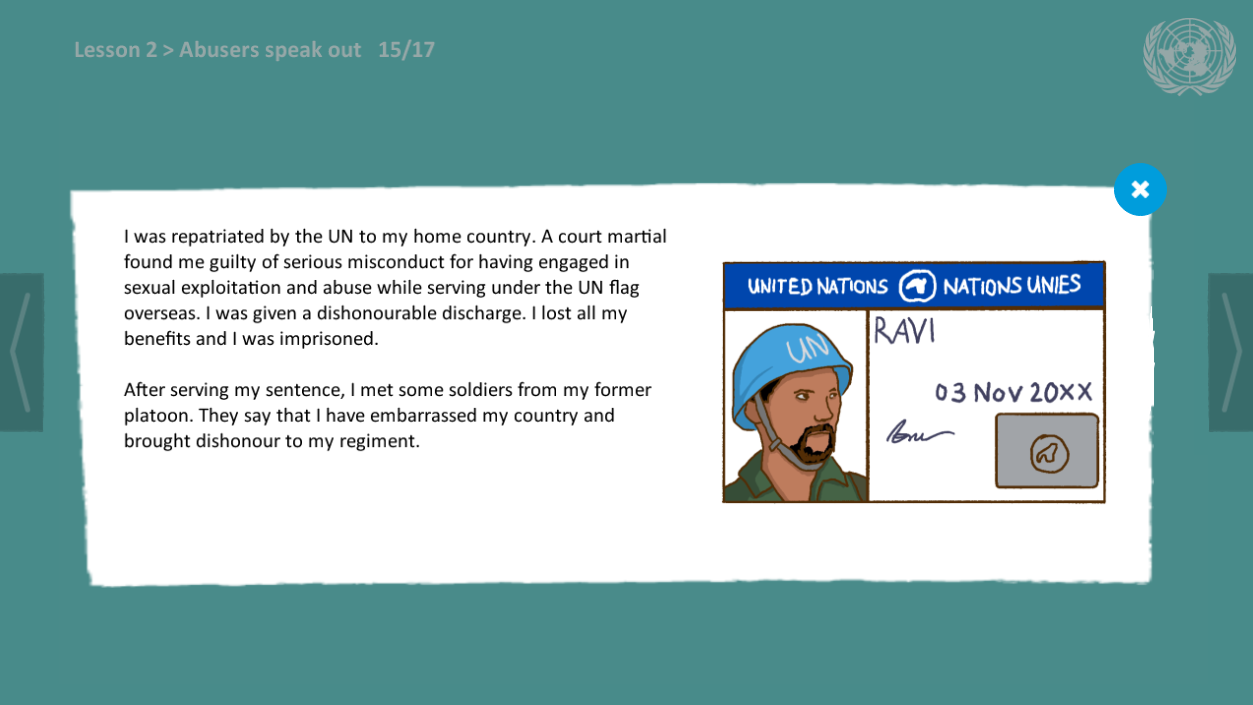 Lesson 2 > Abusers speak out 15/17
I was repatriated by the UN to my home country. A court martial
found me guilty of serious misconduct for having engaged in
sexual exploitation and abuse while serving under the UN flag
overseas. I was given a dishonourable discharge. I lost all my
benefits and I was imprisoned.
After serving my sentence, I met some soldiers from my former
platoon. They say that I have embarrassed my country and
brought dishonour to my regiment.
UNITED NATIONS NATIONS UNIES
UN
RAVI
03 Nov 20XX